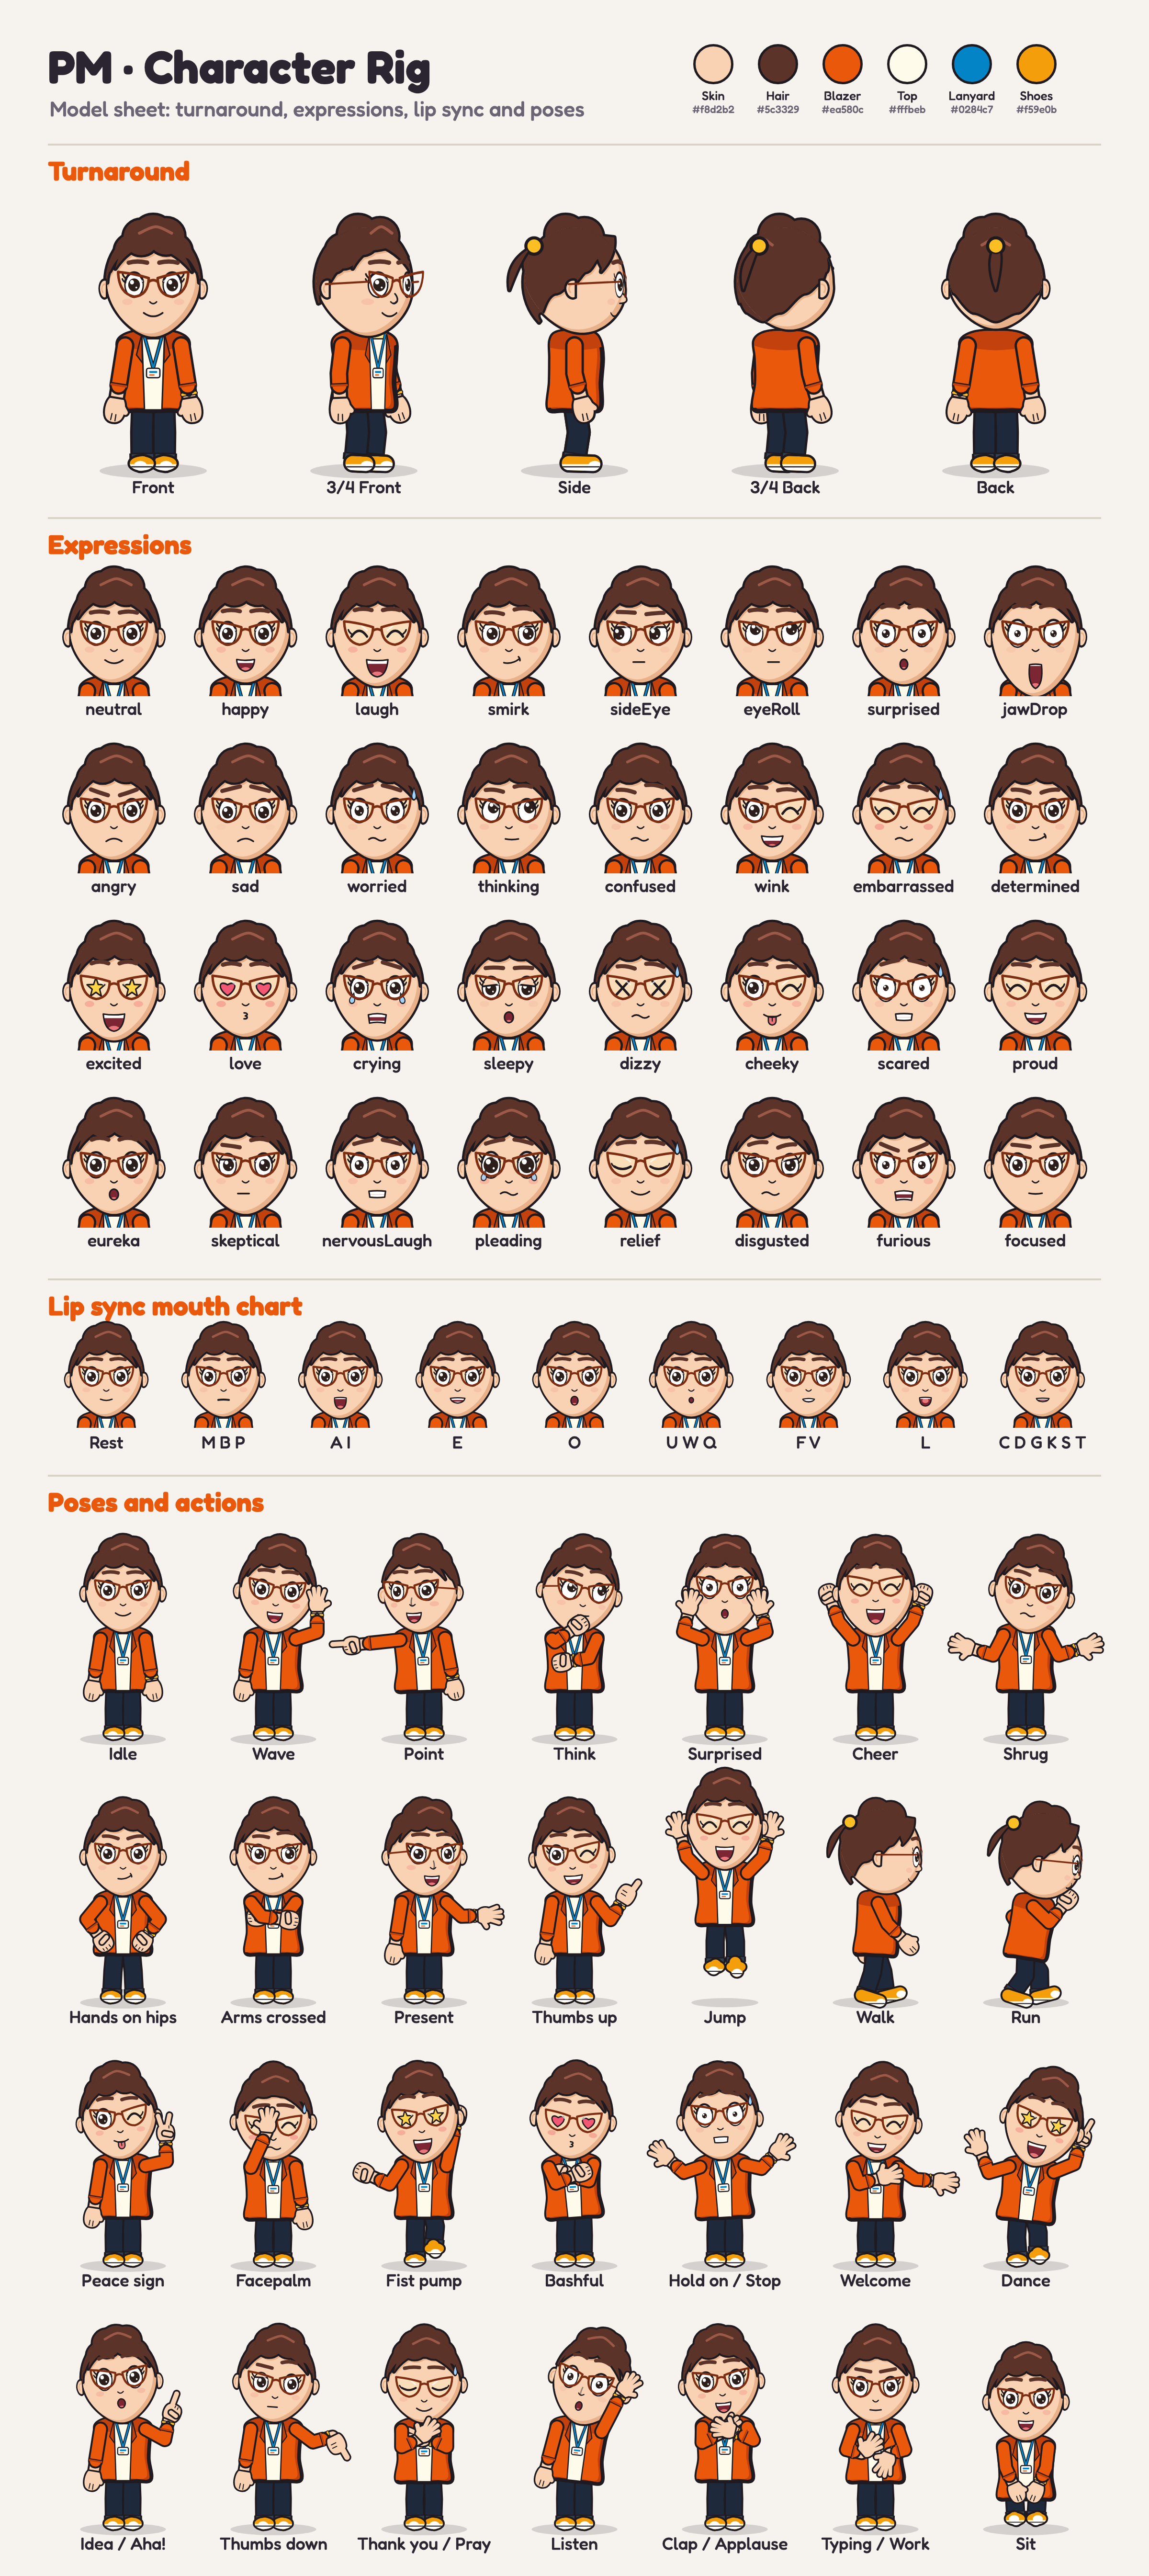 PM · Character Rig
Model sheet: turnaround, expressions, lip sync and poses
Skin Hair Blazer Top Lanyard Shoes
#f8d2b2 #5c3329 #ea580c #fffbeb #0284c7 #f59e0b
Turnaround
Front 3/4 Front Side 3/4 Back Back
Expressions
neutral happy laugh smirk sideEye eyeRoll surprised jawDrop
angry sad worried thinking confused wink embarrassed determined
excited love crying sleepy dizzy cheeky scared proud
eureka skeptical nervousLaugh pleading relief disgusted furious focused
Lip sync mouth chart
Rest M B P A I E O U W Q F V L C D G K S T
Poses and actions
Idle Wave Point Think Surprised Cheer Shrug
Hands on hips Arms crossed Present Thumbs up Jump Walk Run
Peace sign Facepalm Fist pump Bashful Hold on / Stop Welcome Dance
Idea / Aha! Thumbs down Thank you / Pray Listen Clap / Applause Typing / Work Sit